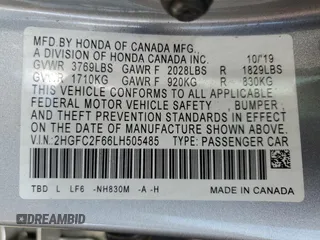 MFD.BY HONDA OF CANADA MFG.,
A DIVISION OF HONDA CANADA INC. 10/19
GVWR 3769LBS GAWR F 2028LBS R 1829LBS
GVWR 1710KG GAWR F 920KG R 830KG
THIS VEHICLE CONFORMS TO ALL APPLICABLE
FEDERAL MOTOR VEHICLE SAFETY , BUMPER ,
AND THEFT PREVENTION STANDARDS IN EFFECT
ON THE DATE OF MANUFACTURE SHOWN ABOVE.
V.I.N.:2HGFC2F66LH505485 TYPE: PASSENGER CAR
TBD L LF6 -NH830M -A -H
MADE IN CANADA
DREAMBID